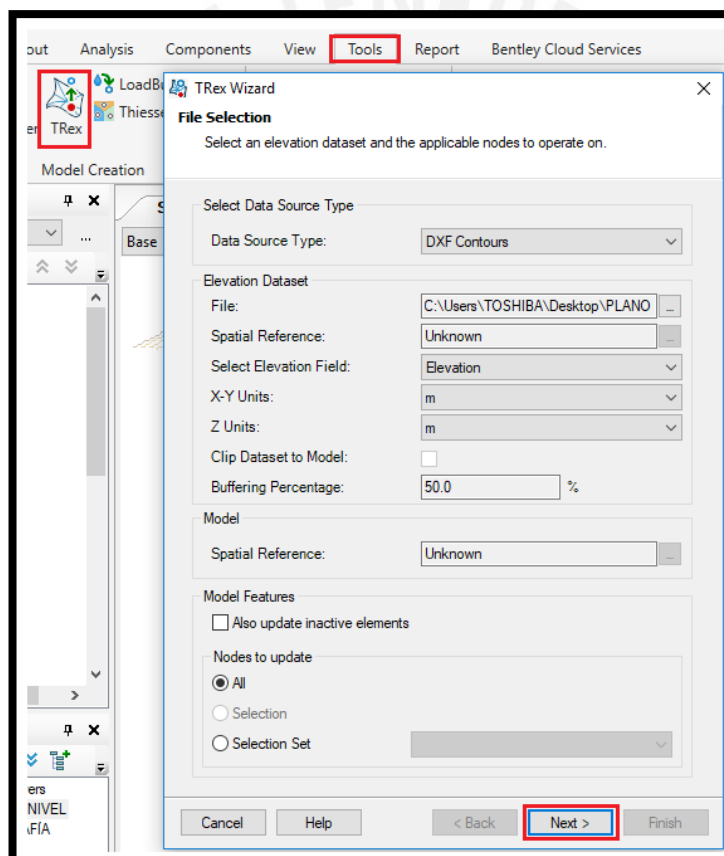 out Analysis Components View Tools Report Bentley Cloud Services
TRex
Model Creation
Base
TRex Wizard
File Selection
Select an elevation dataset and the applicable nodes to operate on.
Select Data Source Type
Data Source Type: DXF Contours
Elevation Dataset
File: C:\Users\TOSHIBA\Desktop\PLANO ...
Spatial Reference: Unknown ...
Select Elevation Field: Elevation
X-Y Units: m
Z Units: m
Clip Dataset to Model:
Buffering Percentage: 50.0 %
Model
Spatial Reference: Unknown ...
Model Features
Also update inactive elements
Nodes to update
All
Selection
Selection Set
Cancel Help < Back Next > Finish
NIVEL